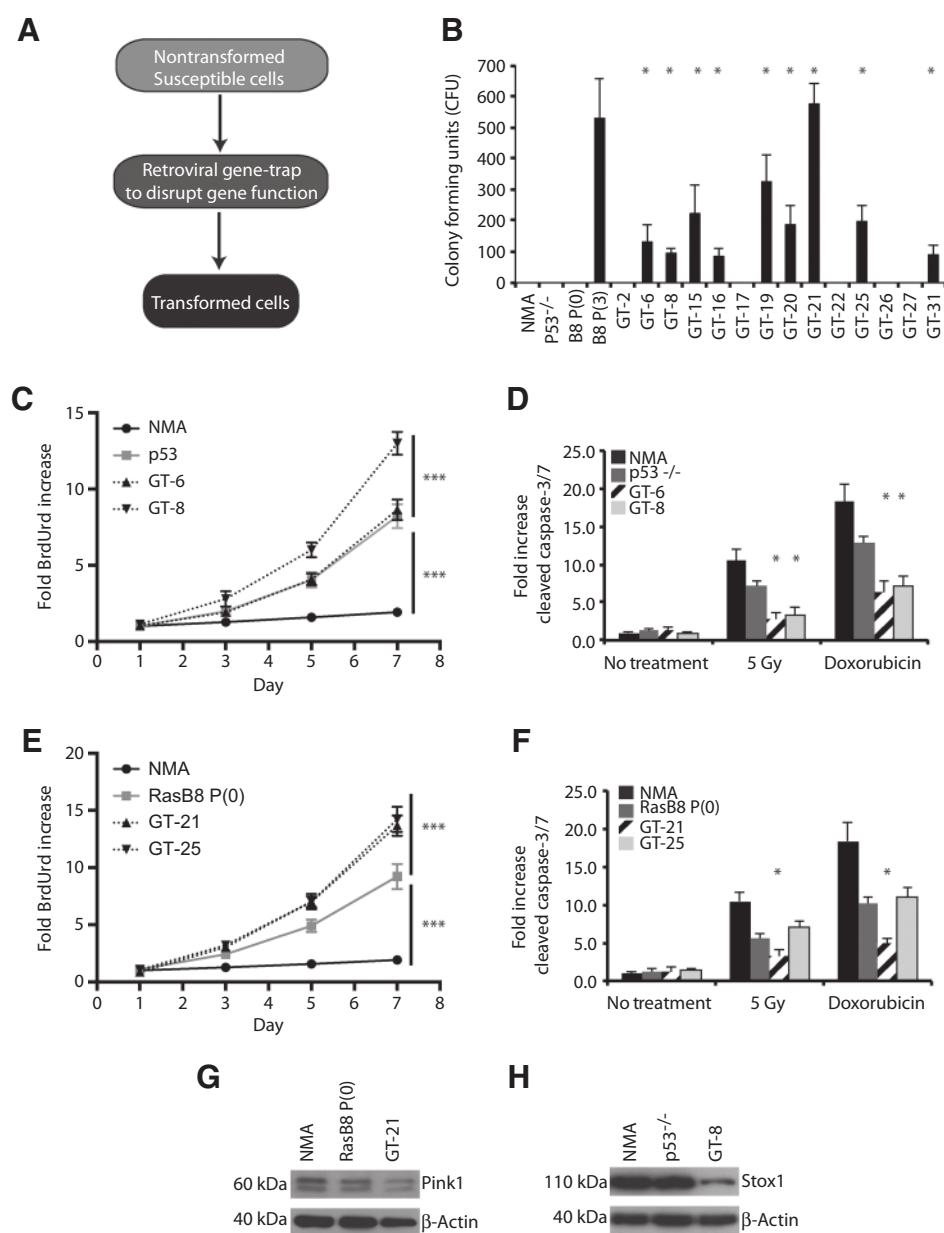 A
Nontransformed
Susceptible cells
Retroviral gene-trap
to disrupt gene function
Transformed cells
B
Colony forming units (CFU)
700
600
500
400
300
200
100
0
* * * * * * * * *
NMA
P53-/-
B8 P(0)
B8 P(3)
GT-2
GT-6
GT-8
GT-15
GT-16
GT-17
GT-19
GT-20
GT-21
GT-22
GT-25
GT-26
GT-27
GT-31
C
Fold BrdUrd increase
15
10
5
0
NMA
p53
GT-6
GT-8
***
***
0 1 2 3 4 5 6 7 8
Day
D
Fold increase
cleaved caspase-3/7
25.0
20.0
15.0
10.0
5.0
0.0
NMA
p53 -/-
GT-6
GT-8
* *
* *
No treatment 5 Gy Doxorubicin
E
Fold BrdUrd increase
20
15
10
5
0
NMA
RasB8 P(0)
GT-21
GT-25
***
***
0 1 2 3 4 5 6 7 8
Day
F
Fold increase
cleaved caspase-3/7
25.0
20.0
15.0
10.0
5.0
0.0
NMA
RasB8 P(0)
GT-21
GT-25
*
*
No treatment 5 Gy Doxorubicin
G
NMA
RasB8 P(0)
GT-21
60 kDa Pink1
40 kDa β-Actin
H
NMA
p53-/-
GT-8
110 kDa Stox1
40 kDa β-Actin